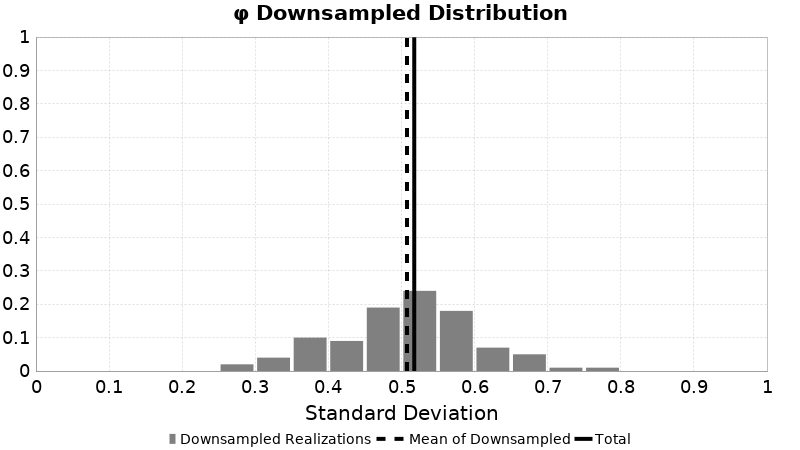 φ Downsampled Distribution
1
0.9
0.8
0.7
0.6
0.5
0.4
0.3
0.2
0.1
0
0 0.1 0.2 0.3 0.4 0.5 0.6 0.7 0.8 0.9 1
Standard Deviation
Downsampled Realizations Mean of Downsampled Total